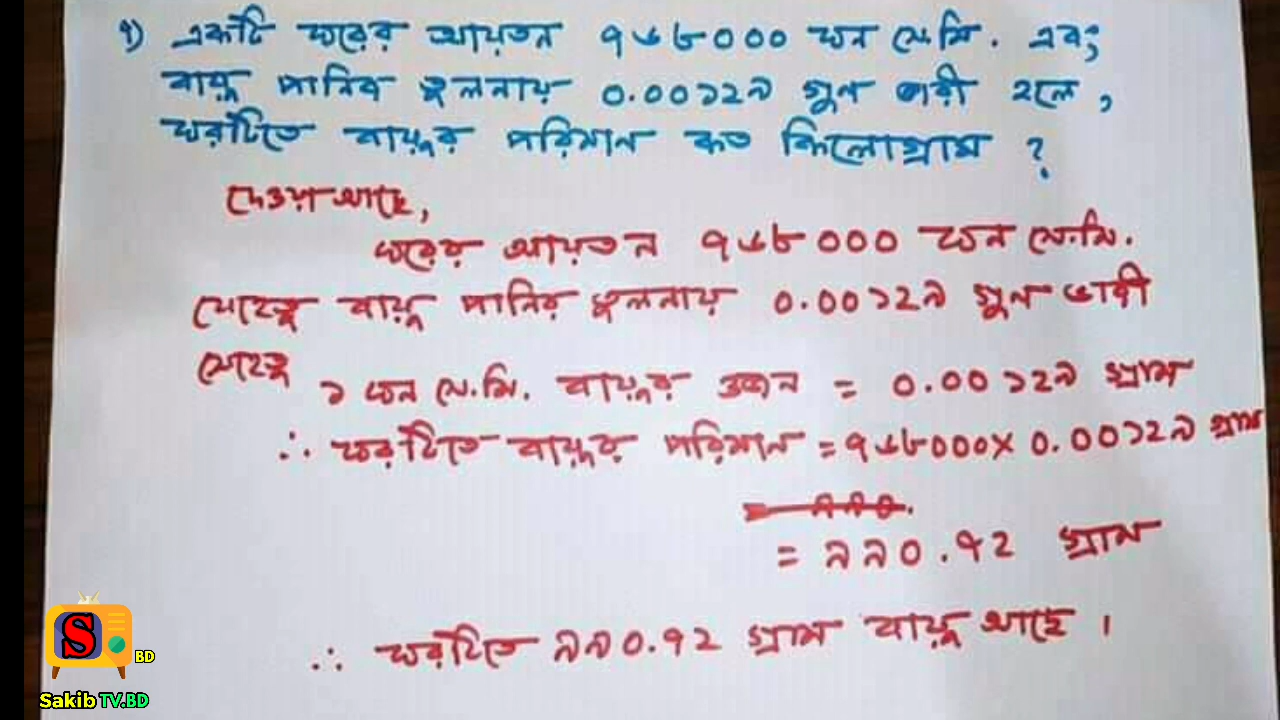 ৭) একটি ঘরের আয়তন ৭৬৮০০০ ঘন সে.মি. এবং
বায়ু পানির তুলনায় ০.০০১২৯ গুন ভারী হলে,
ঘরটিতে বায়ুর পরিমান কত কিলোগ্রাম ?
দেওয়া আছে,
ঘরের আয়তন ৭৬৮০০০ ঘন সে.মি.
যেহেতু বায়ু পানির তুলনায় ০.০০১২৯ গুন ভারী
সেহেতু ১ ঘন সে.মি. বায়ুর ওজন = ০.০০১২৯ গ্রাম
∴ ঘরটিতে বায়ুর পরিমান = ৭৬৮০০০× ০.০০১২৯ গ্রাম
= ৯৯০.
= ৯৯০.৭২ গ্রাম
∴ ঘরটিতে ৯৯০.৭২ গ্রাম বায়ু আছে ।
S BD
Sakib TV.BD